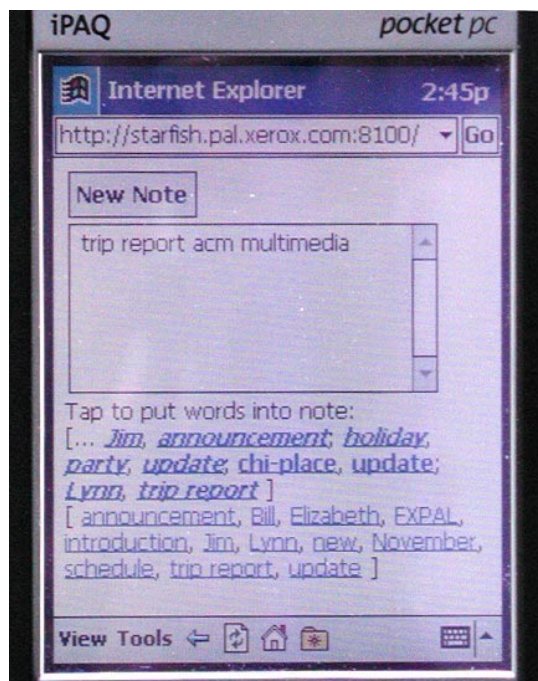 iPAQ pocket pc
Internet Explorer 2:45p
http://starfish.pal.xerox.com:8100/ Go
New Note
trip report acm multimedia
Tap to put words into note:
[... Jim, announcement; holiday,
party, update; chi-place, update;
Lynn, trip report ]
[ announcement, Bill, Elizabeth, EXPAL,
introduction, Jim, Lynn, new, November,
schedule, trip report, update ]
View Tools